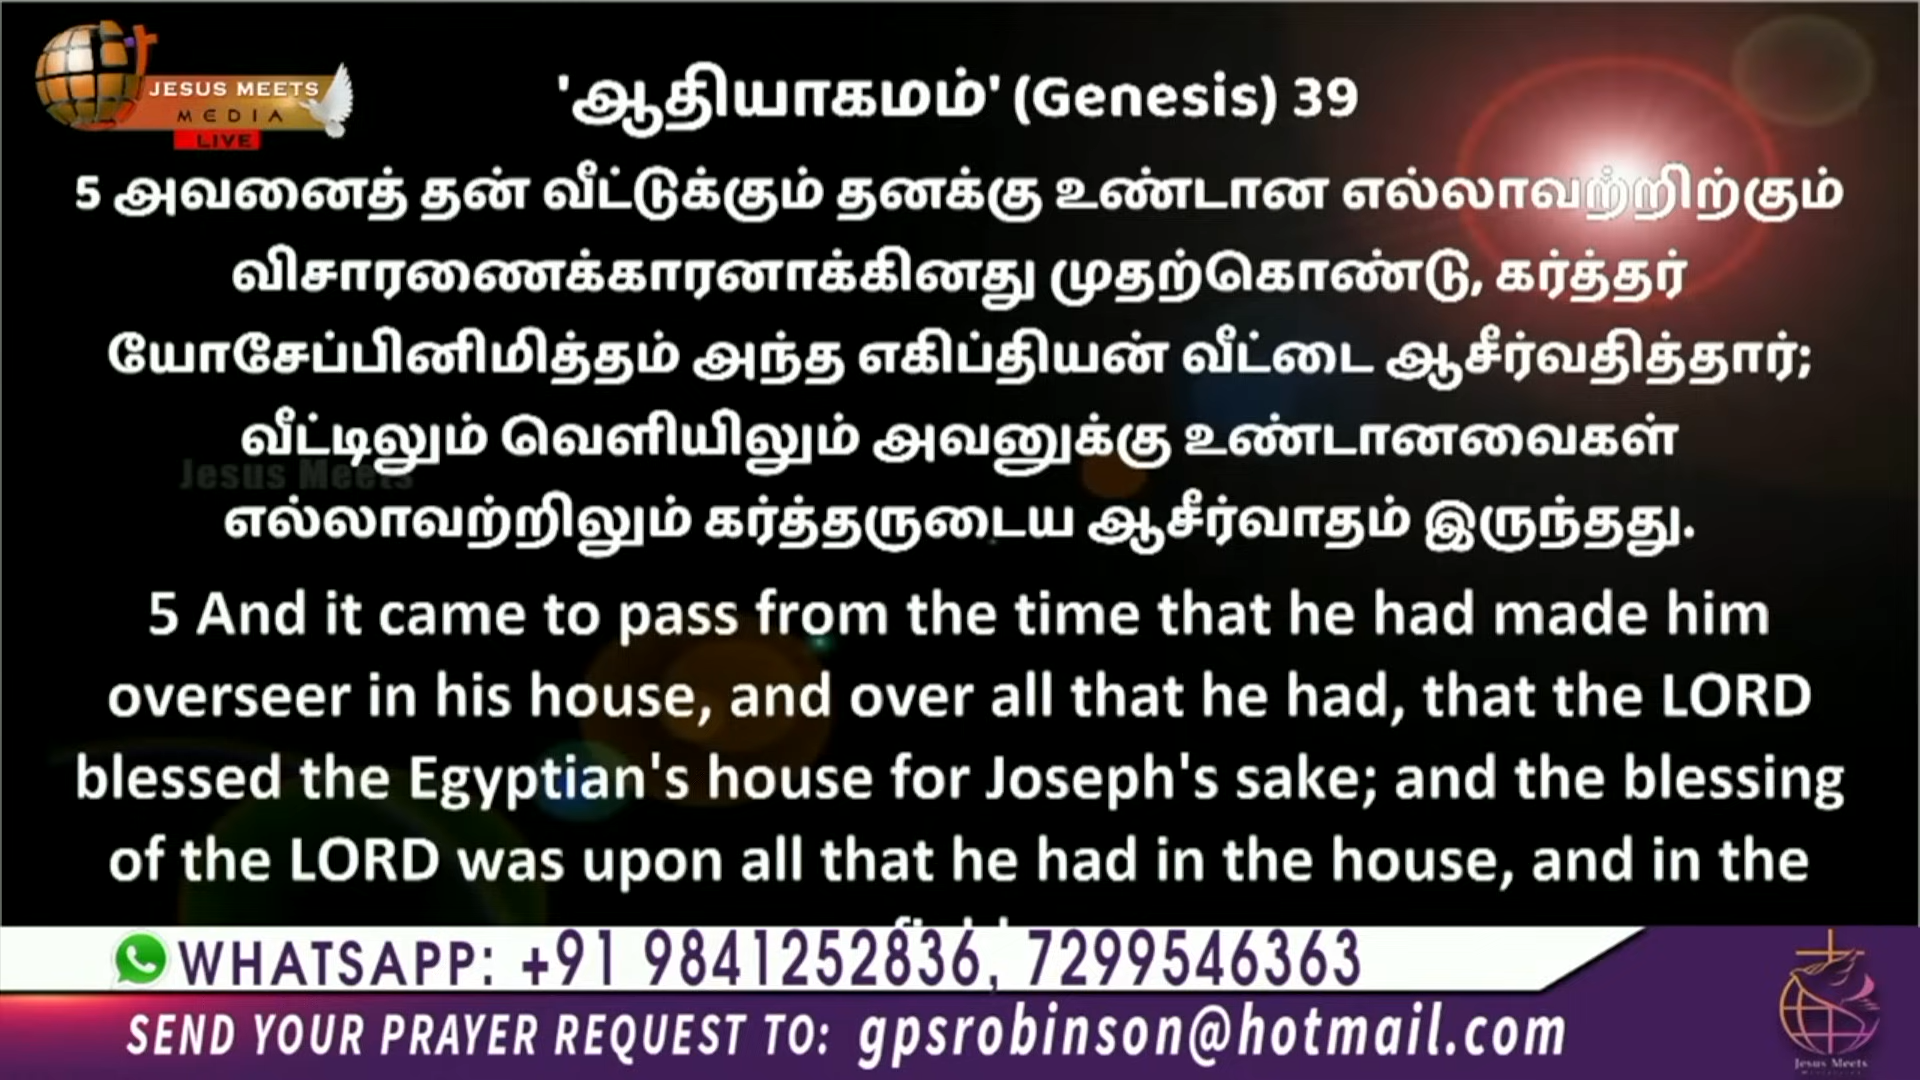 JESUS MEETS
MEDIA
LIVE
'ஆதியாகமம்' (Genesis) 39
5 அவனைத் தன் வீட்டுக்கும் தனக்கு உண்டான எல்லாவற்றிற்கும்
விசாரணைக்காரனாக்கினது முதற்கொண்டு, கர்த்தர்
யோசேப்பினிமித்தம் அந்த எகிப்தியன் வீட்டை ஆசீர்வதித்தார்;
வீட்டிலும் வெளியிலும் அவனுக்கு உண்டானவைகள்
Jesus Meets
எல்லாவற்றிலும் கர்த்தருடைய ஆசீர்வாதம் இருந்தது.
5 And it came to pass from the time that he had made him
overseer in his house, and over all that he had, that the LORD
blessed the Egyptian's house for Joseph's sake; and the blessing
of the LORD was upon all that he had in the house, and in the
WHATSAPP: +91 9841252836, 7299546363
SEND YOUR PRAYER REQUEST TO: gpsrobinson@hotmail.com
Jesus Meets